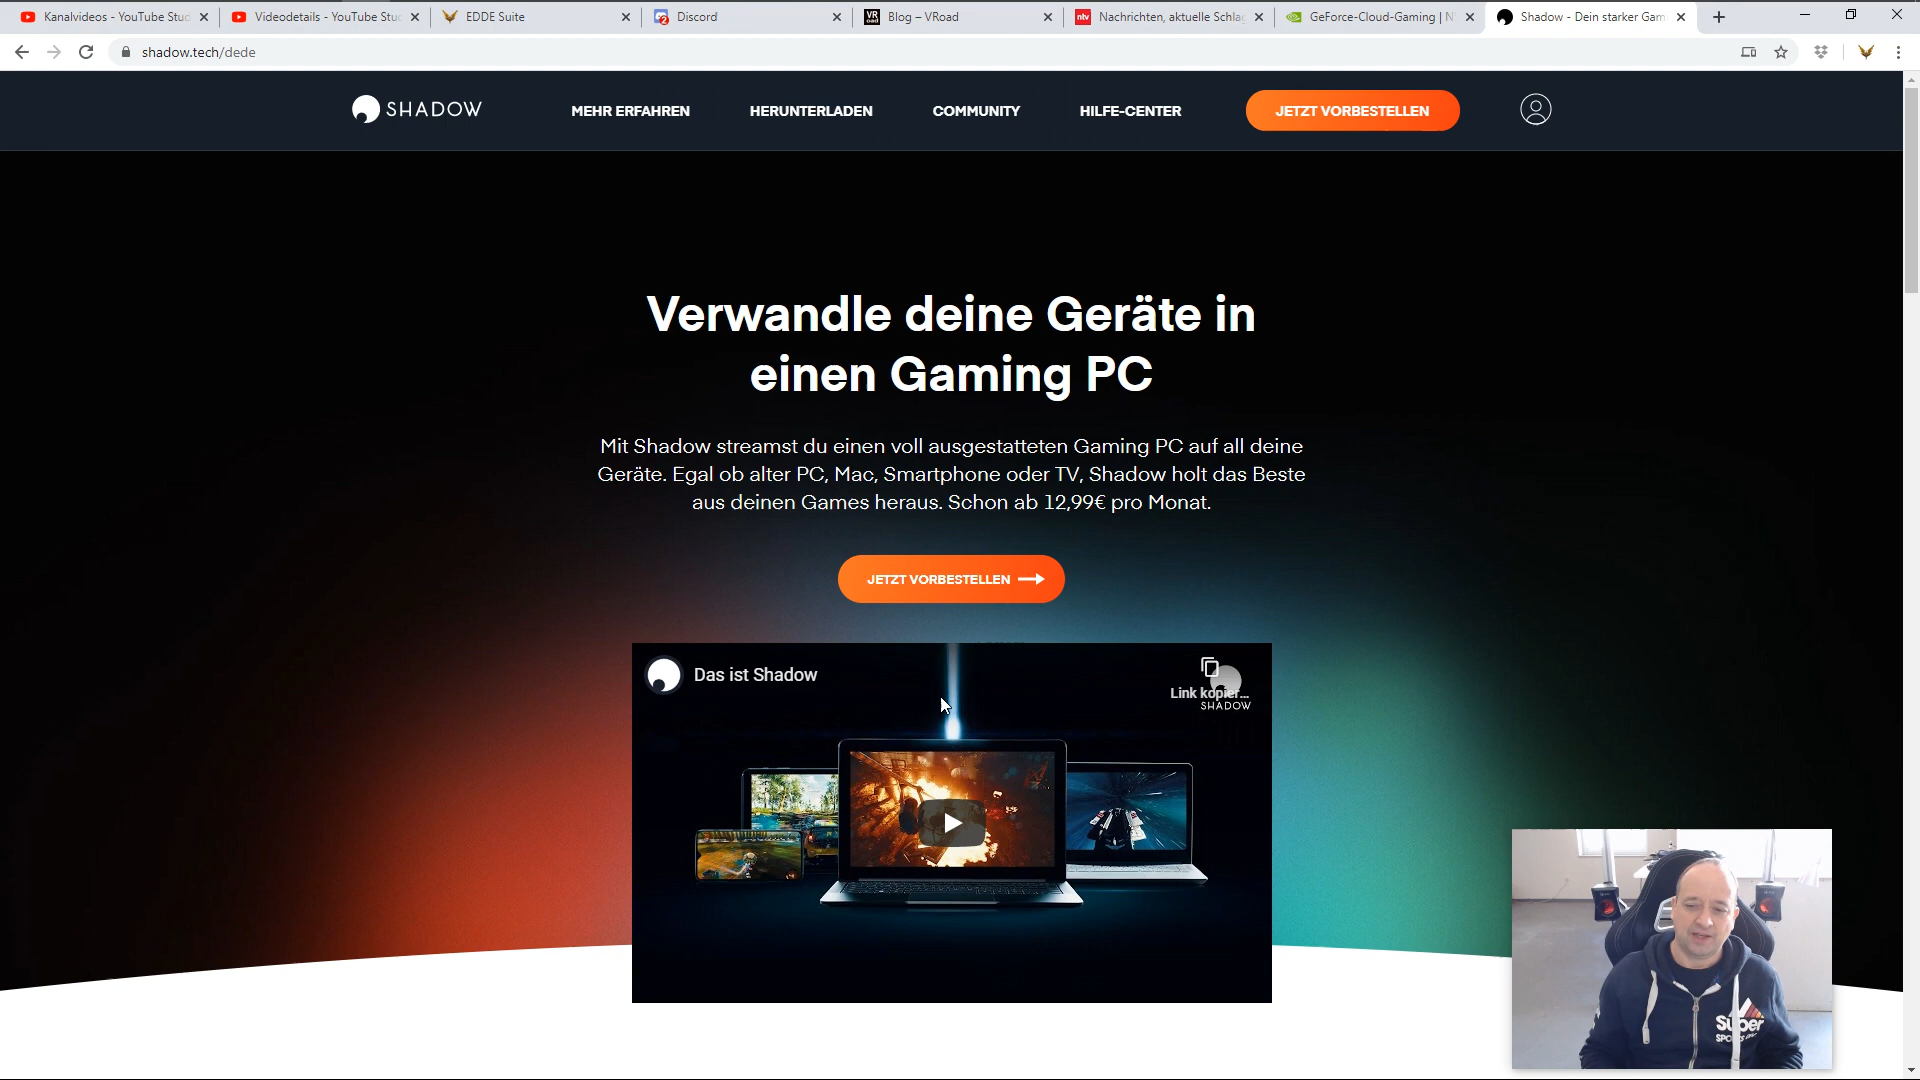 Kanalvideos - YouTube Stud
Videodetails - YouTube Stud
EDDE Suite
Discord
Blog – VRoad
Nachrichten, aktuelle Schlag
GeForce-Cloud-Gaming | N
Shadow - Dein starker Gam
shadow.tech/dede
SHADOW
MEHR ERFAHREN
HERUNTERLADEN
COMMUNITY
HILFE-CENTER
JETZT VORBESTELLEN
Verwandle deine Geräte in
einen Gaming PC
Mit Shadow streamst du einen voll ausgestatteten Gaming PC auf all deine
Geräte. Egal ob alter PC, Mac, Smartphone oder TV, Shadow holt das Beste
aus deinen Games heraus. Schon ab 12,99€ pro Monat.
JETZT VORBESTELLEN
Das ist Shadow
Link kopier...
SHADOW
Super